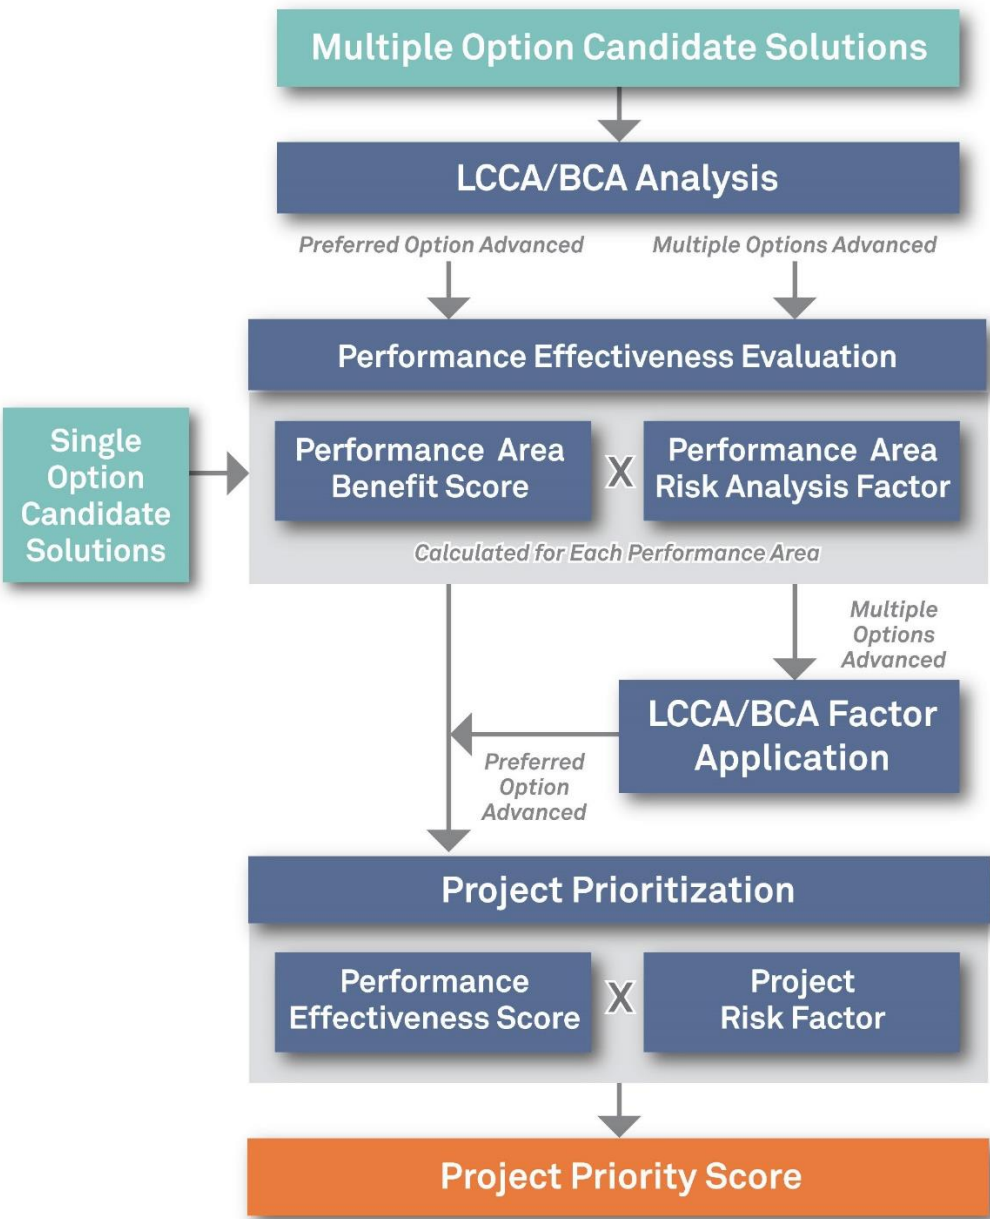 Multiple Option Candidate Solutions
LCCA/BCA Analysis
Preferred Option Advanced
Multiple Options Advanced
Performance Effectiveness Evaluation
Single
Option
Candidate
Solutions
Performance Area
Benefit Score
X
Performance Area
Risk Analysis Factor
Calculated for Each Performance Area
Multiple
Options
Advanced
LCCA/BCA Factor
Application
Preferred
Option
Advanced
Project Prioritization
Performance
Effectiveness Score
X
Project
Risk Factor
Project Priority Score